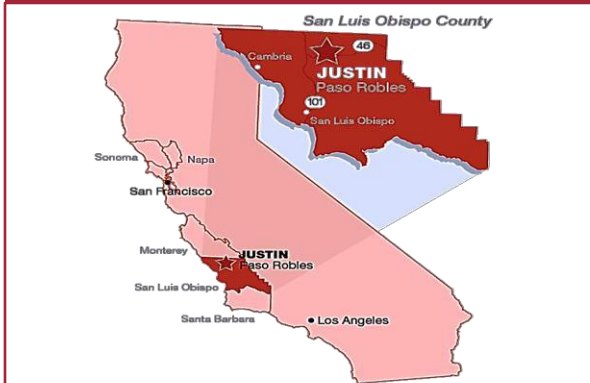 San Luis Obispo County
46
Cambria
JUSTIN
Paso Robles
101
San Luis Obispo
Sonoma
Napa
San Francisco
Monterey
JUSTIN
Paso Robles
San Luis Obispo
Santa Barbara
Los Angeles